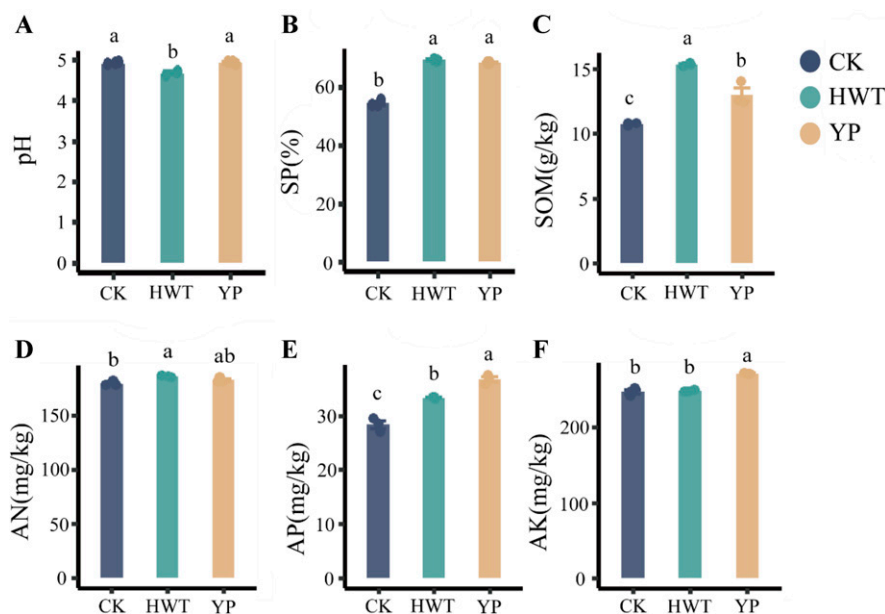 A
a
b
a
pH
5
4
4
2
1
0
CK
HWT
YP
B
b
a
a
SP(%)
60
40
20
0
CK
HWT
YP
C
c
a
b
SOM(g/kg)
15
10
5
0
CK
HWT
YP
CK
HWT
YP
D
b
a
ab
AN(mg/kg)
150
100
50
0
CK
HWT
YP
E
c
b
a
AP(mg/kg)
30
20
10
0
CK
HWT
YP
F
b
b
a
AK(mg/kg)
200
100
0
CK
HWT
YP